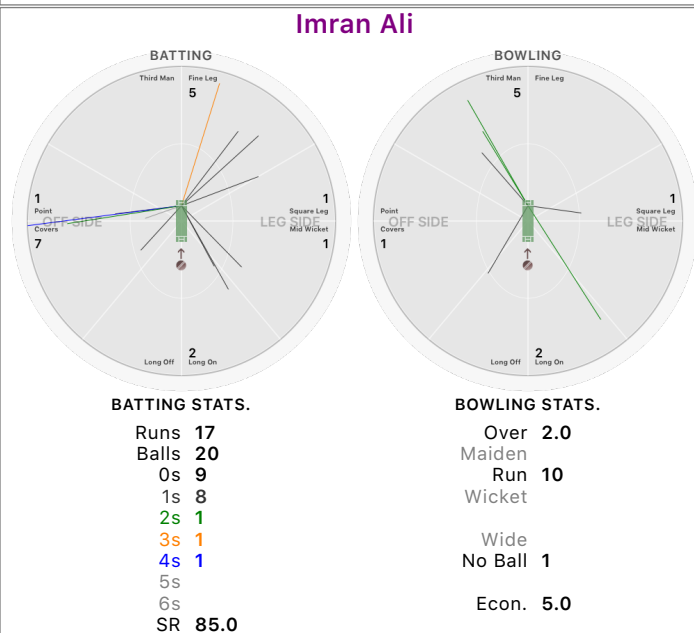 Imran Ali
BATTING
Third Man
Fine Leg
5
1
Point
OFF SIDE
Covers
7
1
Square Leg
LEG SIDE
Mid Wicket
1
2
Long Off
Long On
BOWLING
Third Man
Fine Leg
5
Point
OFF SIDE
Covers
1
1
Square Leg
LEG SIDE
Mid Wicket
2
Long Off
Long On
BATTING STATS.
Runs 17
Balls 20
0s 9
1s 8
2s 1
3s 1
4s 1
5s
6s
SR 85.0
BOWLING STATS.
Over 2.0
Maiden
Run 10
Wicket
Wide
No Ball 1
Econ. 5.0